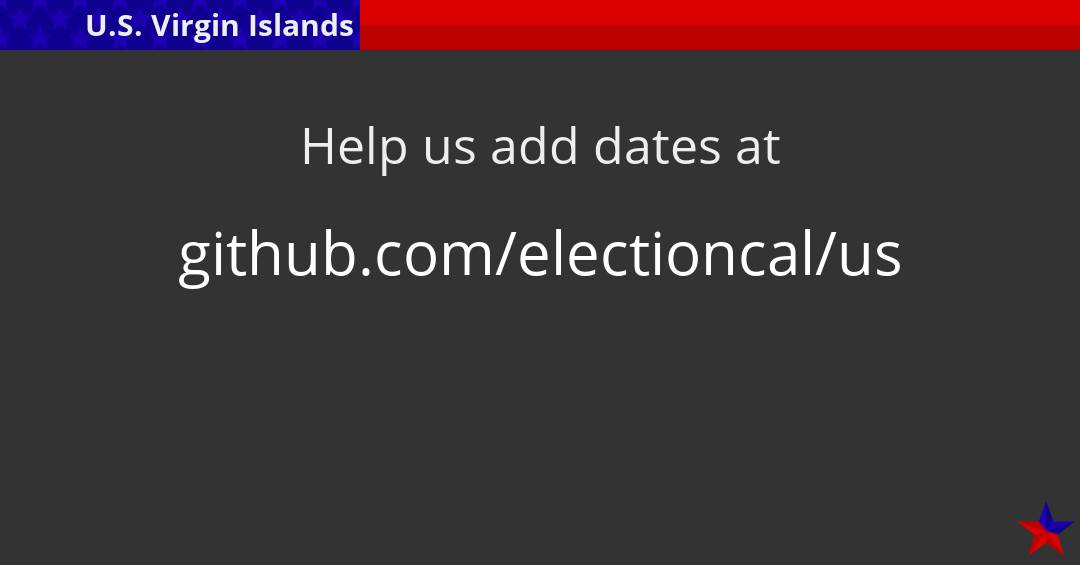 U.S. Virgin Islands
Help us add dates at
github.com/electioncal/us